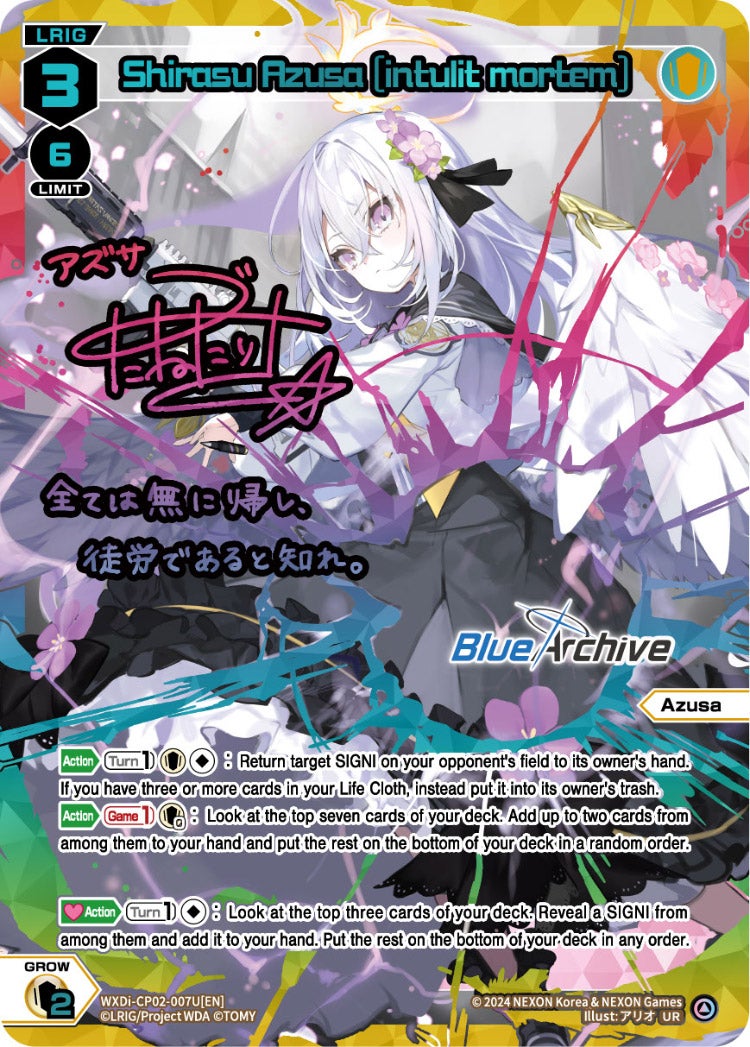 LRIG
3
Shirasu Azusa (intulit mortem)
6
LIMIT
アズサ
全ては無に帰し、
徒労であると知れ。
Blue Archive
Azusa
Action Turn 1 : Return target SIGNI on your opponent's field to its owner's hand.
If you have three or more cards in your Life Cloth, instead put it into its owner's trash.
Action Game 1 0 : Look at the top seven cards of your deck. Add up to two cards from
among them to your hand and put the rest on the bottom of your deck in a random order.
Action Turn 1 : Look at the top three cards of your deck. Reveal a SIGNI from
among them and add it to your hand. Put the rest on the bottom of your deck in any order.
GROW
2
WXDi-CP02-007U[EN]
©LRIG/Project WDA ©TOMY
© 2024 NEXON Korea & NEXON Games
Illust: アリオ UR